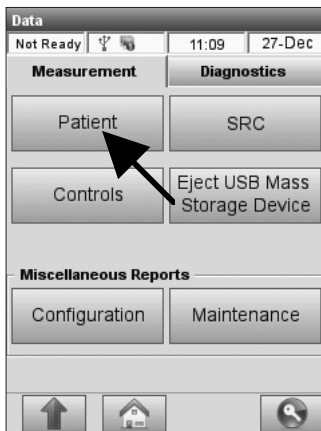 Data
Not Ready 11:09 27-Dec
Measurement Diagnostics
Patient SRC
Controls Eject USB Mass
Storage Device
Miscellaneous Reports
Configuration Maintenance